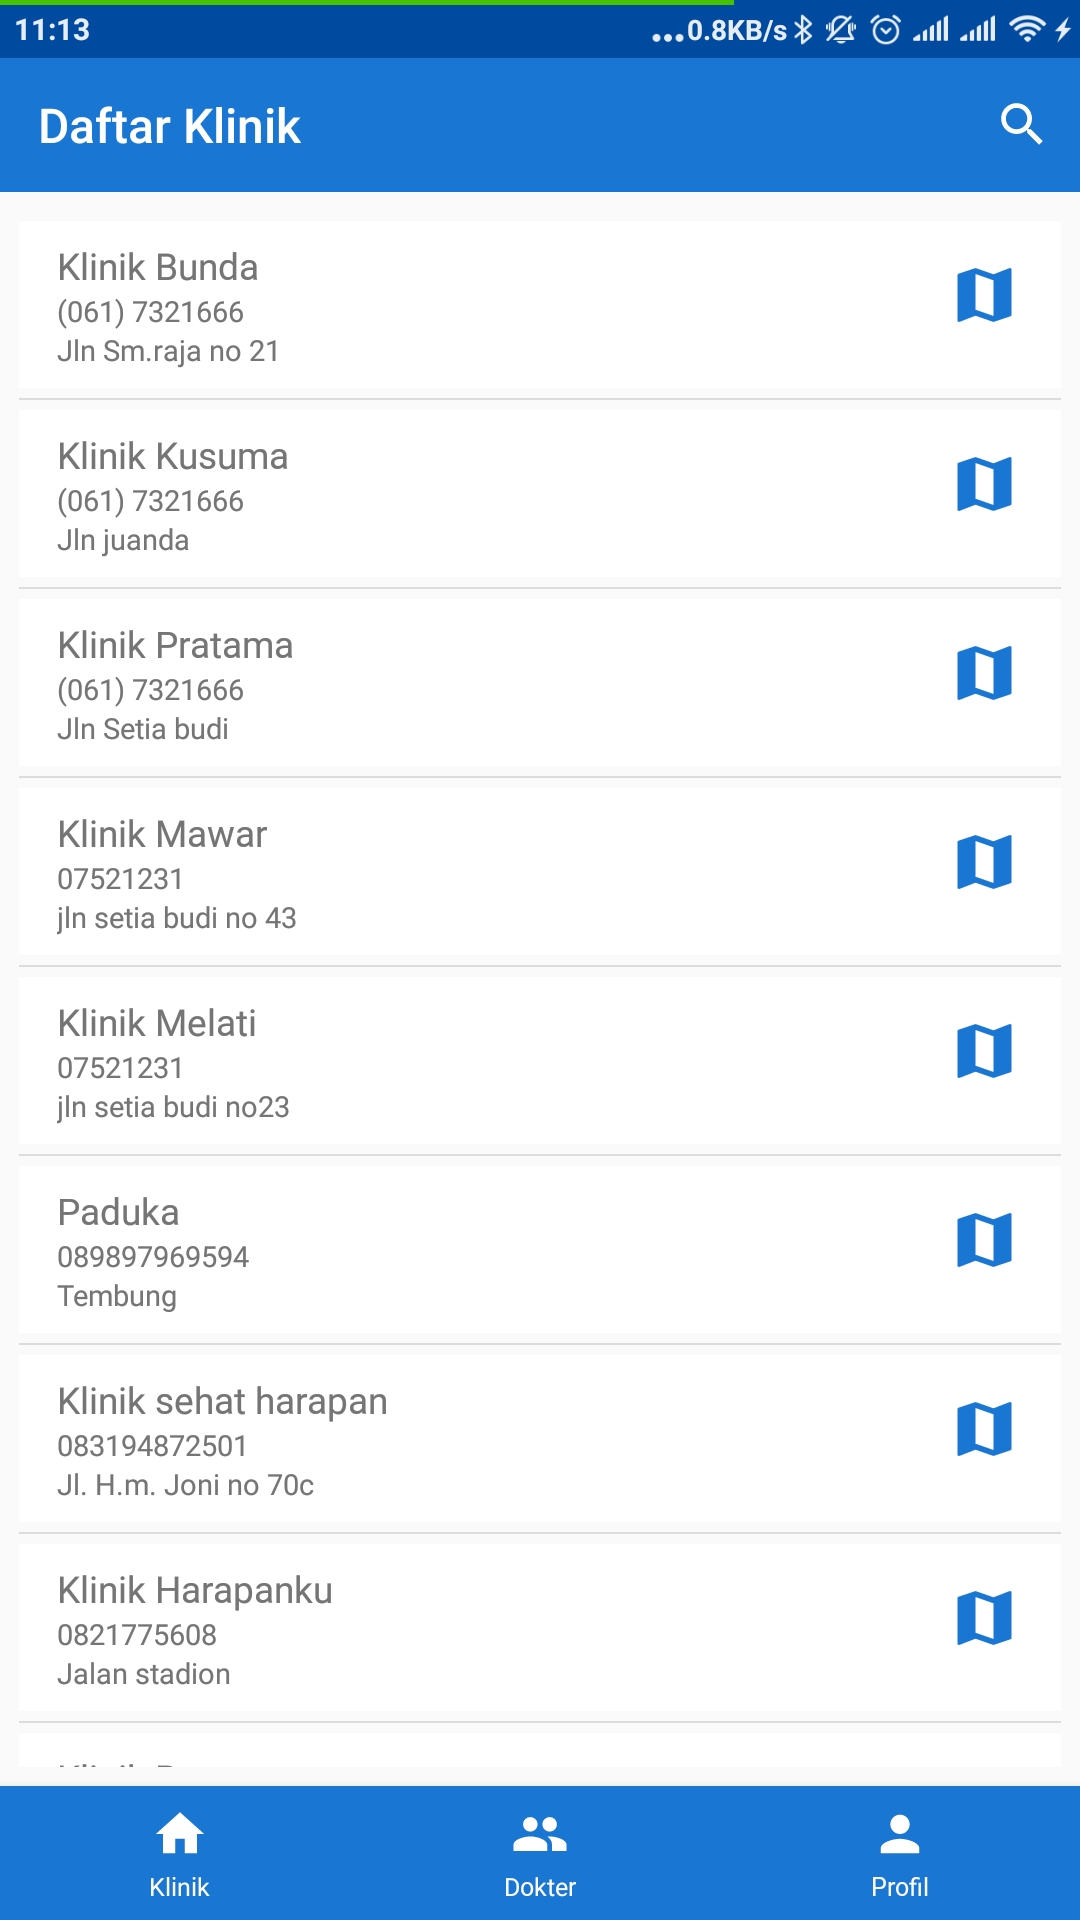 11:13
...0.8KB/s
Daftar Klinik
Klinik Bunda
(061) 7321666
Jln Sm.raja no 21
Klinik Kusuma
(061) 7321666
Jln juanda
Klinik Pratama
(061) 7321666
Jln Setia budi
Klinik Mawar
07521231
jln setia budi no 43
Klinik Melati
07521231
jln setia budi no23
Paduka
089897969594
Tembung
Klinik sehat harapan
083194872501
Jl. H.m. Joni no 70c
Klinik Harapanku
0821775608
Jalan stadion
Klinik
Klinik
Dokter
Profil